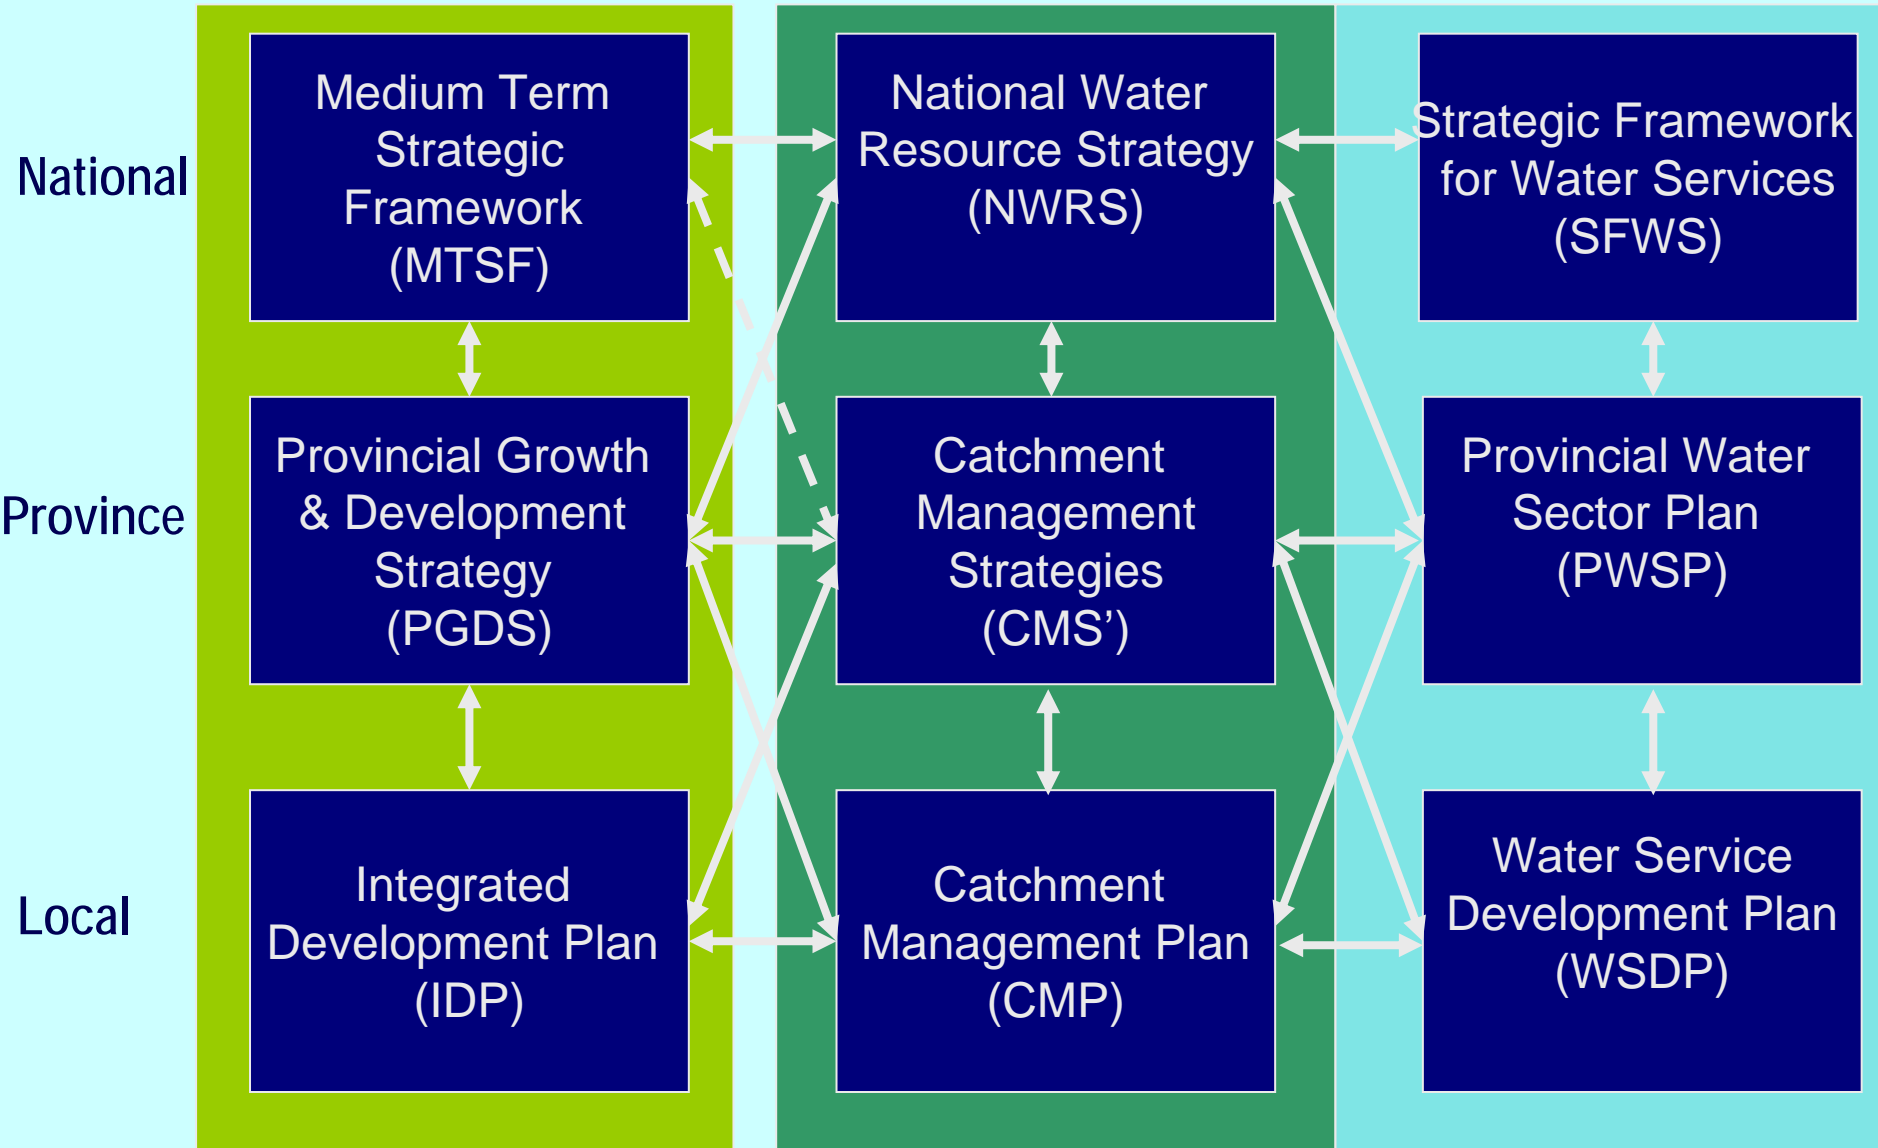 National
Medium Term
Strategic
Framework
(MTSF)
National Water
Resource Strategy
(NWRS)
Strategic Framework
for Water Services
(SFWS)
Province
Provincial Growth
& Development
Strategy
(PGDS)
Catchment
Management
Strategies
(CMS’)
Provincial Water
Sector Plan
(PWSP)
Local
Integrated
Development Plan
(IDP)
Catchment
Management Plan
(CMP)
Water Service
Development Plan
(WSDP)